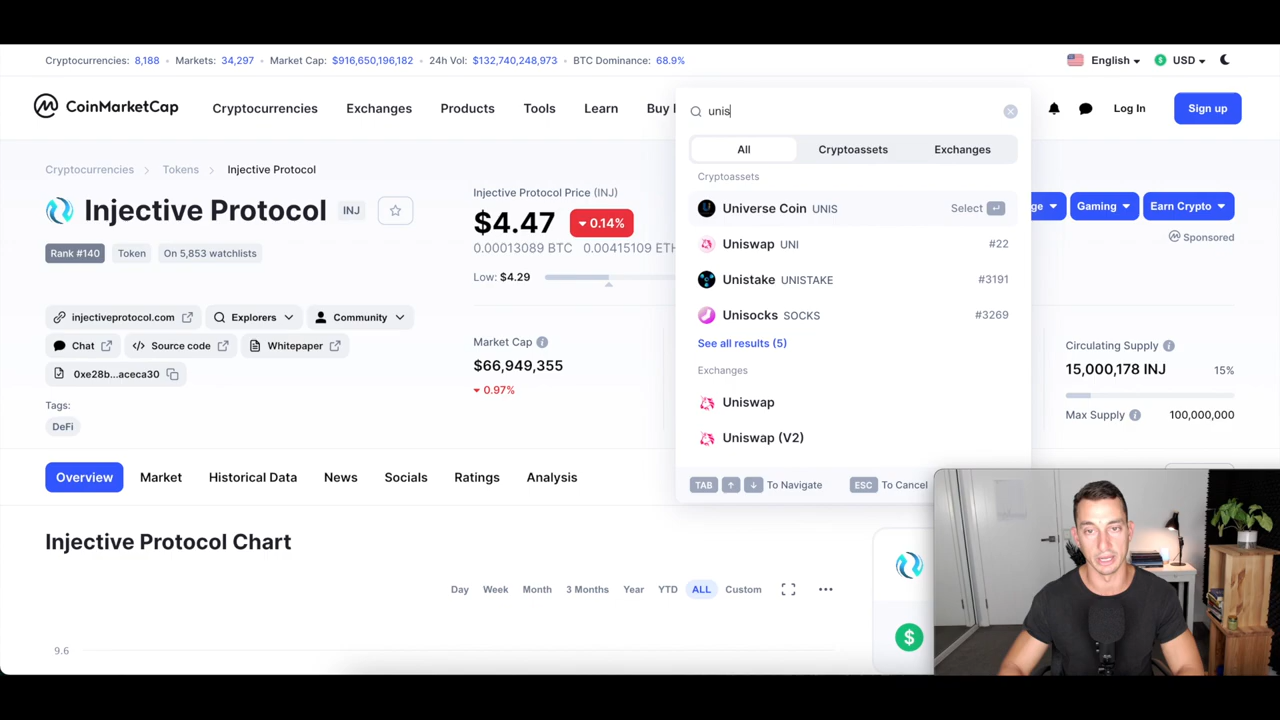 Cryptocurrencies: 8,188 • Markets: 34,297 • Market Cap: $916,650,196,182 • 24h Vol: $132,740,248,973 • BTC Dominance: 68.9%
English
USD
CoinMarketCap
Cryptocurrencies
Exchanges
Products
Tools
Learn
Buy
unis
Log In
Sign up
All
Cryptoassets
Exchanges
Cryptoassets
Universe Coin UNIS
Select
Uniswap UNI
#22
Unistake UNISTAKE
#3191
Unisocks SOCKS
#3269
See all results (5)
Exchanges
Uniswap
Uniswap (V2)
TAB To Navigate
ESC To Cancel
Cryptocurrencies
Tokens
Injective Protocol
Injective Protocol
INJ
Rank #140
Token
On 5,853 watchlists
injectiveprotocol.com
Explorers
Community
Chat
Source code
Whitepaper
0xe28b...aceca30
Tags:
DeFi
Injective Protocol Price (INJ)
$4.47
0.14%
0.00013089 BTC
0.00415109 ETH
Low: $4.29
Market Cap
$66,949,355
0.97%
Gaming
Earn Crypto
Sponsored
Circulating Supply
15,000,178 INJ
15%
Max Supply
100,000,000
Overview
Market
Historical Data
News
Socials
Ratings
Analysis
Injective Protocol Chart
Day
Week
Month
3 Months
Year
YTD
ALL
Custom
9.6